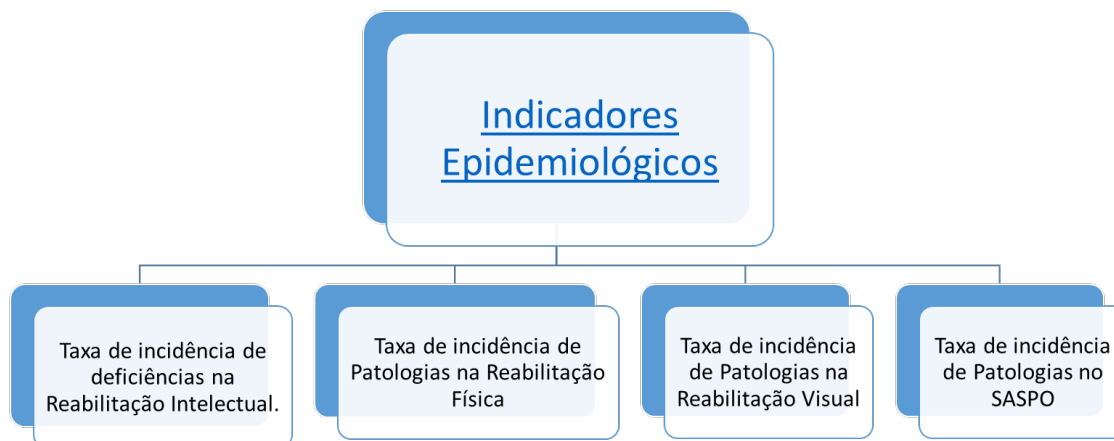 Indicadores
Epidemiológicos
Taxa de incidência de
deficiências na
Reabilitação Intelectual.
Taxa de incidência de
Patologias na Reabilitação
Física
Taxa de incidência
de Patologias na
Reabilitação Visual
Taxa de incidência
de Patologias no
SASPO